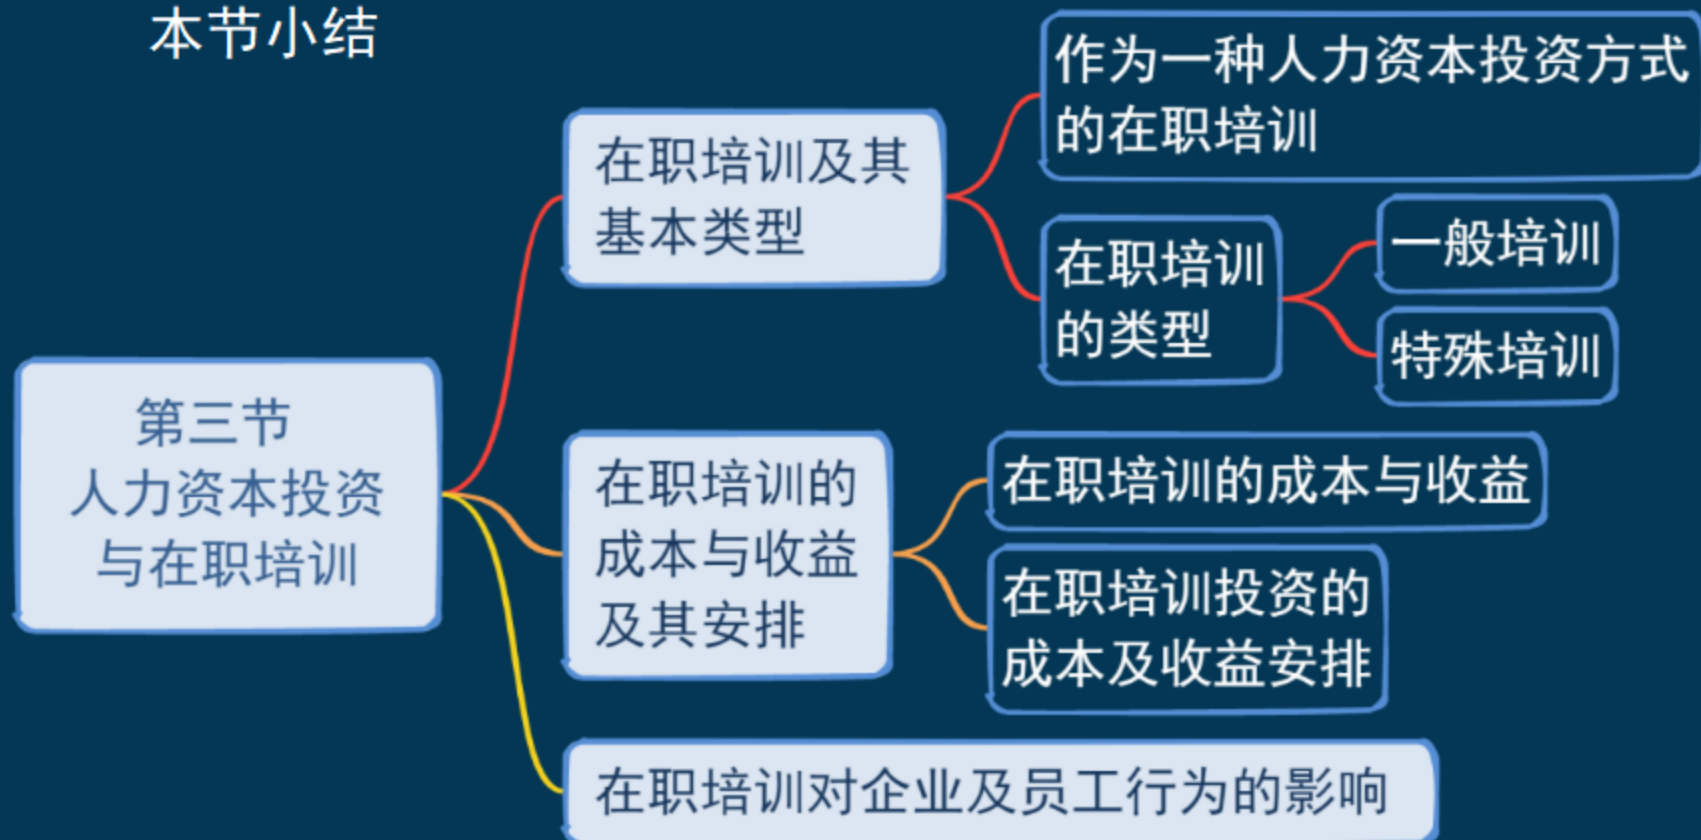 本节小结
第三节
人力资本投资
与在职培训
在职培训及其
基本类型
作为一种人力资本投资方式
的在职培训
在职培训
的类型
一般培训
特殊培训
在职培训的
成本与收益
及其安排
在职培训的成本与收益
在职培训投资的
成本及收益安排
在职培训对企业及员工行为的影响